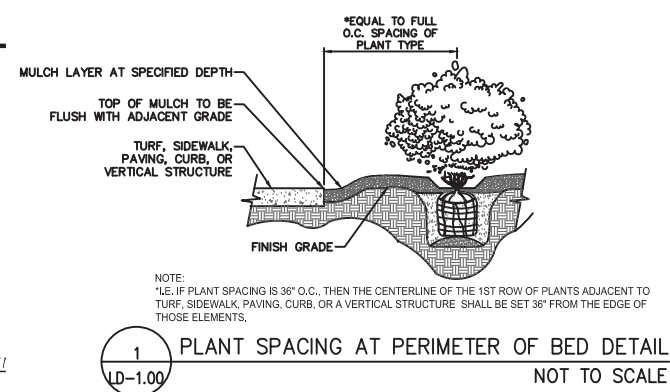 *EQUAL TO FULL
O.C. SPACING OF
PLANT TYPE
MULCH LAYER AT SPECIFIED DEPTH
TOP OF MULCH TO BE
FLUSH WITH ADJACENT GRADE
TURF, SIDEWALK,
PAVING, CURB, OR
VERTICAL STRUCTURE
FINISH GRADE
NOTE:
*I.E. IF PLANT SPACING IS 36" O.C., THEN THE CENTERLINE OF THE 1ST ROW OF PLANTS ADJACENT TO
TURF, SIDEWALK, PAVING, CURB, OR A VERTICAL STRUCTURE SHALL BE SET 36" FROM THE EDGE OF
THOSE ELEMENTS.
1
LD-1.00
PLANT SPACING AT PERIMETER OF BED DETAIL
NOT TO SCALE